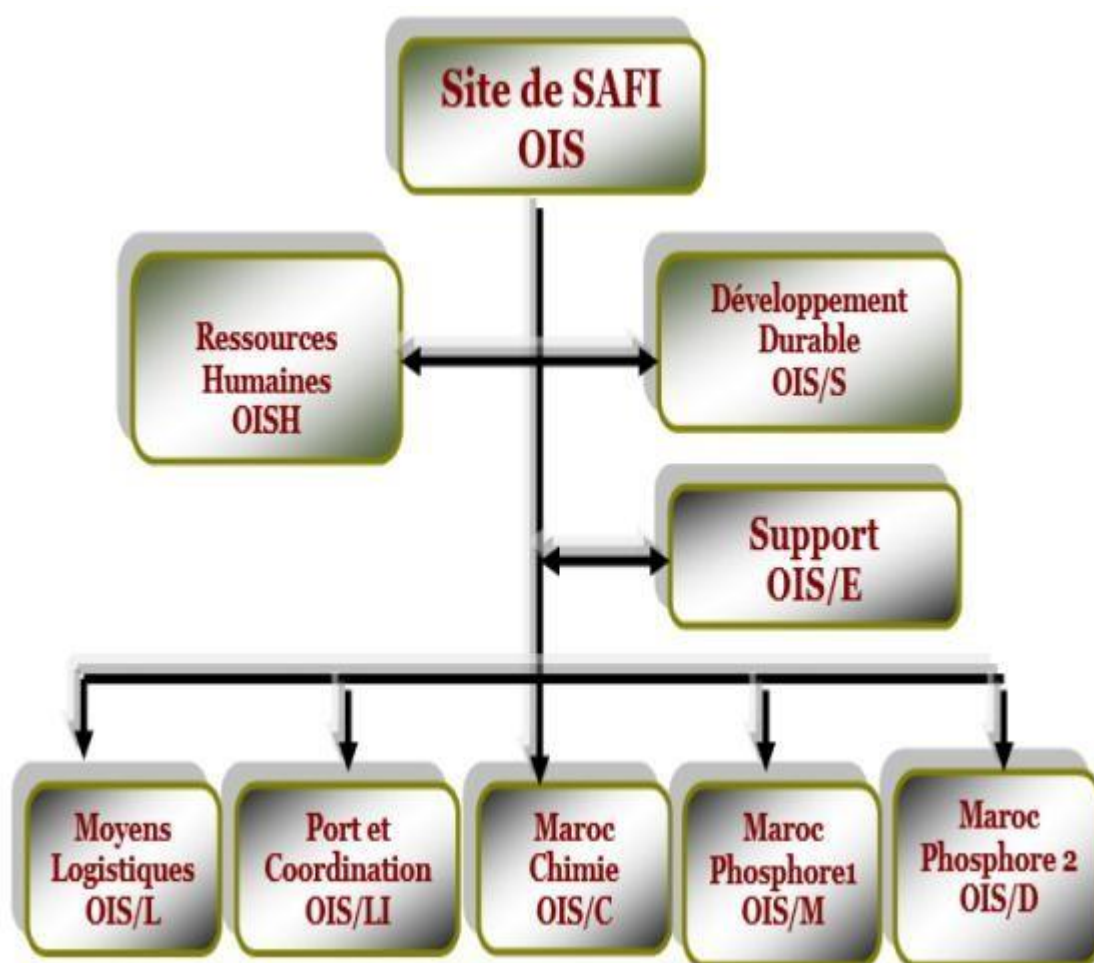 Site de SAFI
OIS
Ressources
Humaines
OISH
Développement
Durable
OIS/S
Support
OIS/E
Moyens
Logistiques
OIS/L
Port et
Coordination
OIS/LI
Maroc
Chimie
OIS/C
Maroc
Phosphore1
OIS/M
Maroc
Phosphore 2
OIS/D